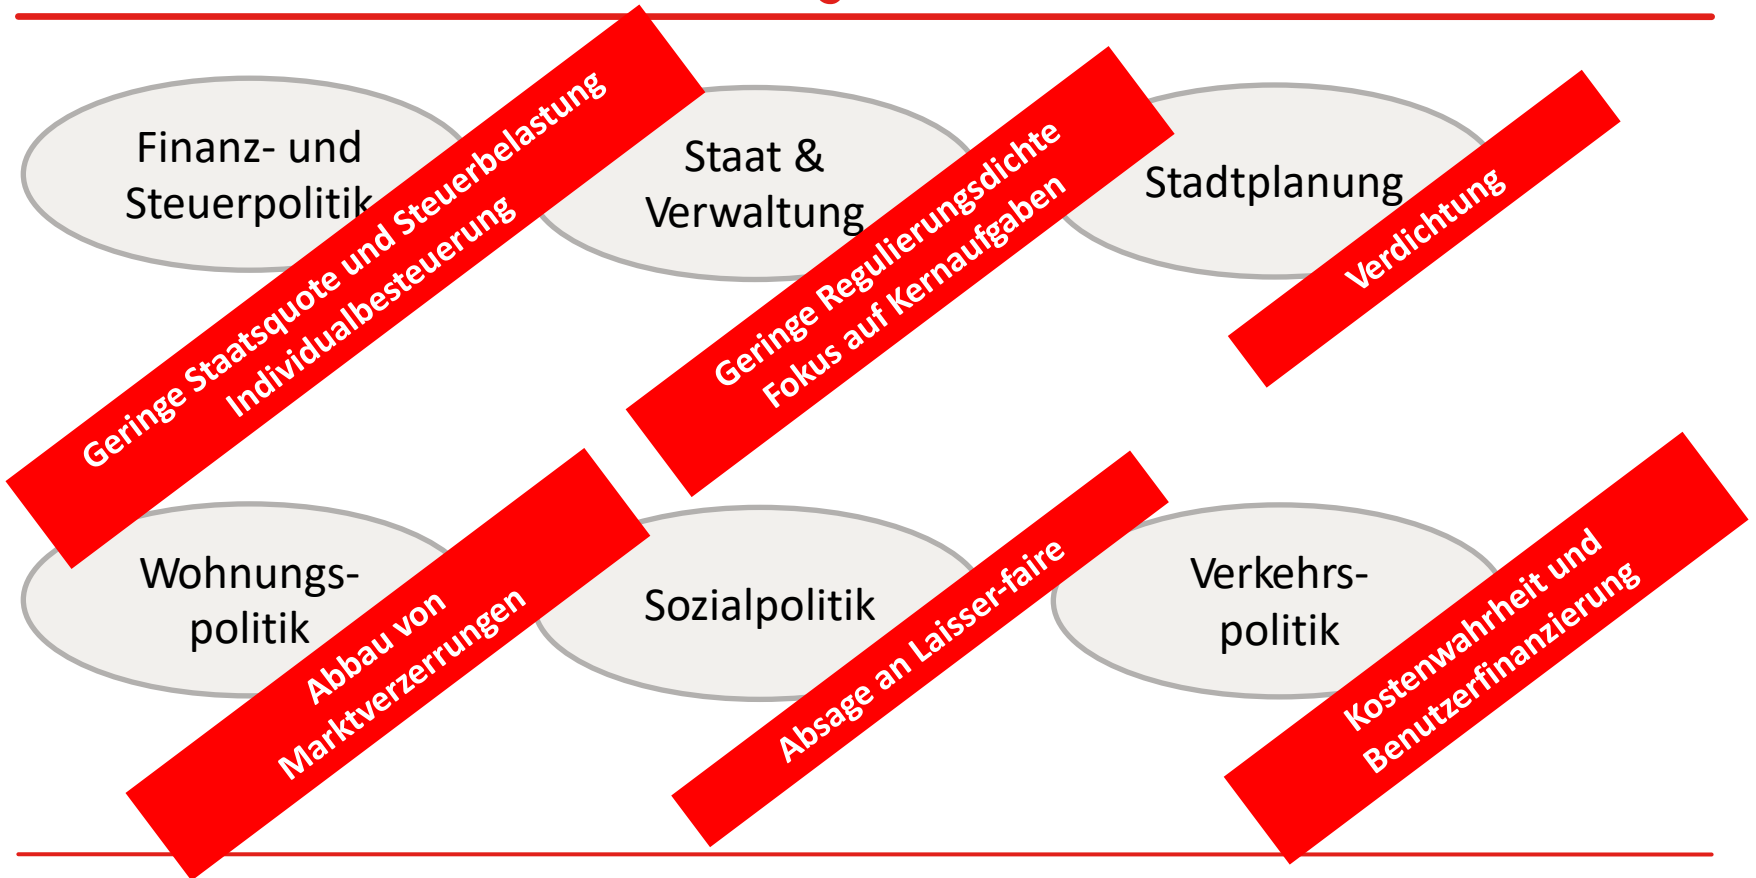 Finanz- und
Steuerpolitik
Geringe Staatsquote und Steuerbelastung
Individualbesteuerung
Staat &
Verwaltung
Geringe Regulierungsdichte
Fokus auf Kernaufgaben
Stadtplanung
Verdichtung
Wohnungs-
politik
Abbau von
Marktverzerrungen
Sozialpolitik
Absage an Laisser-faire
Verkehrs-
politik
Kostenwahrheit und
Benutzerfinanzierung